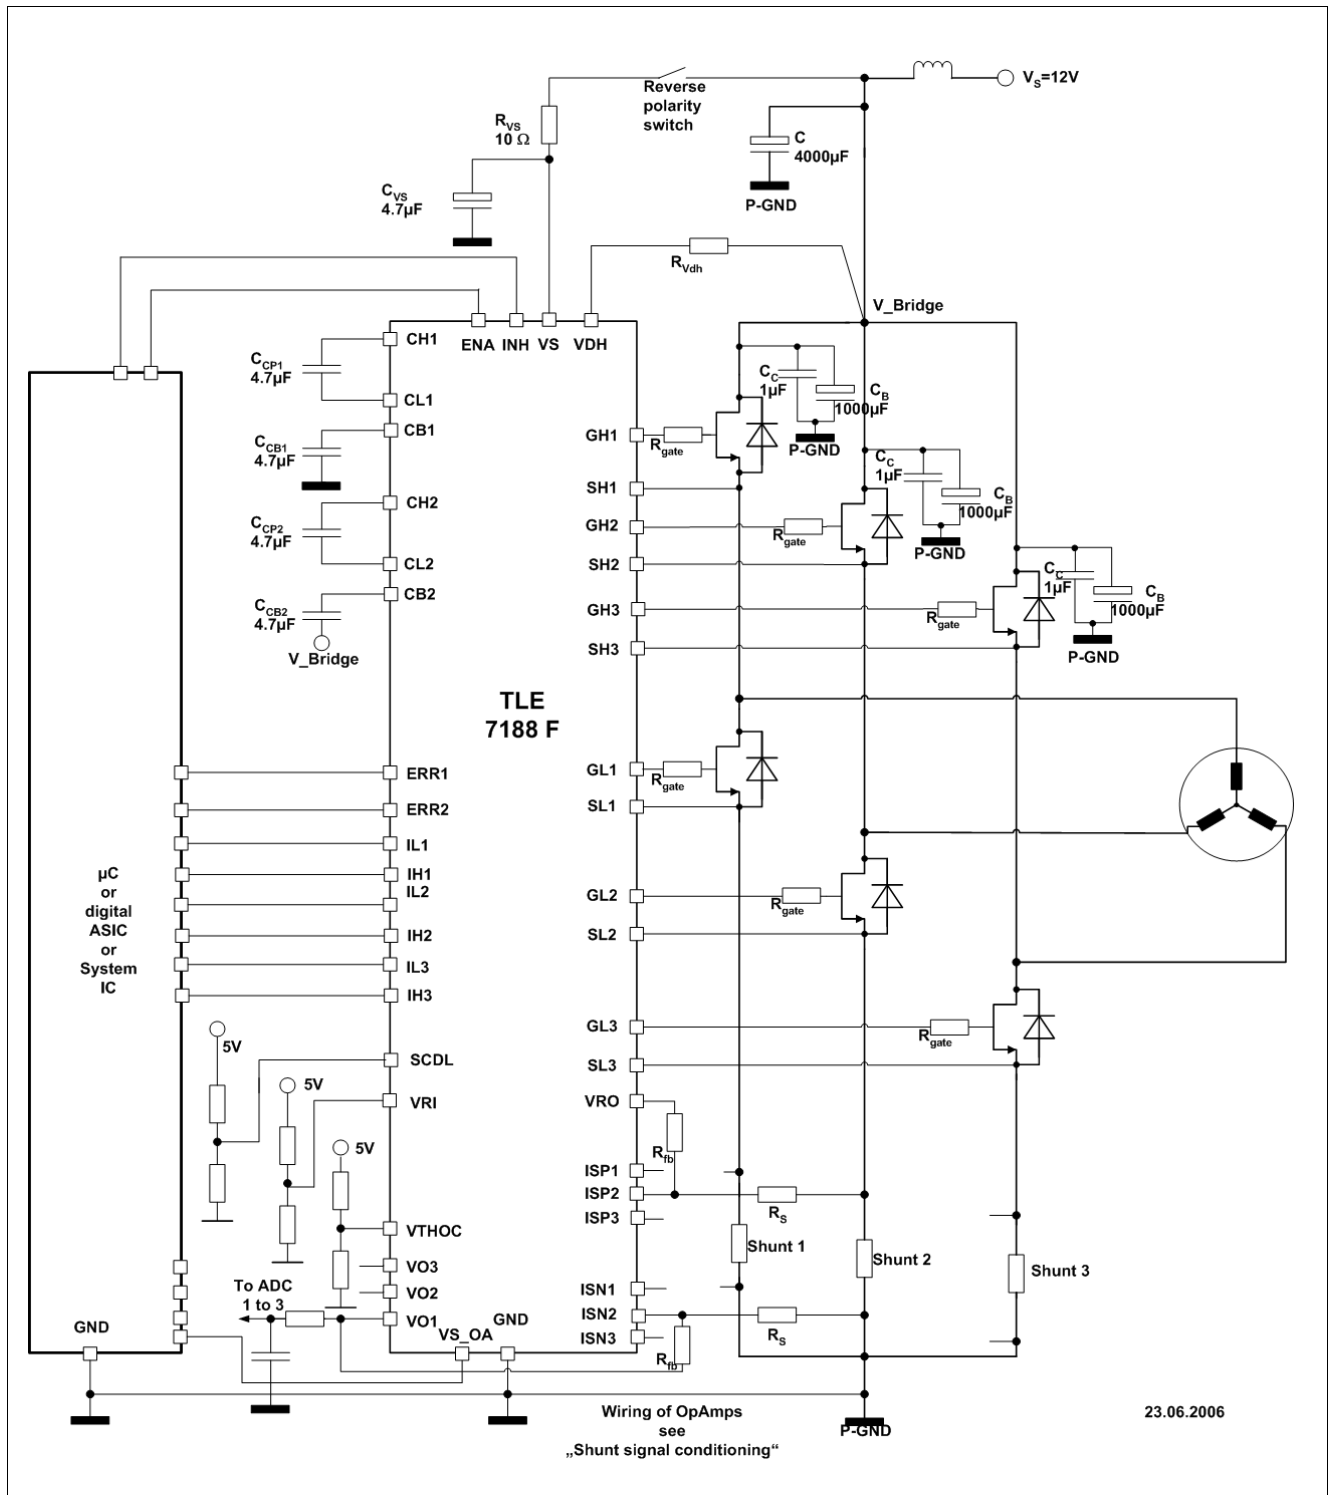 V_S=12V
Reverse
polarity
switch
R_VS
10 Ω
C
4000µF
P-GND
C_VS
4.7µF
R_Vdh
V_Bridge
ENA INH VS VDH
CH1
C_CP1
4.7µF
CL1
CB1
C_CB1
4.7µF
CH2
C_CP2
4.7µF
CL2
CB2
C_CB2
4.7µF
V_Bridge
C_C
1µF
C_B
1000µF
P-GND
GH1
R_gate
SH1
C_C
1µF
C_B
1000µF
P-GND
GH2
R_gate
SH2
C_C
1µF
C_B
1000µF
P-GND
GH3
R_gate
SH3
TLE
7188 F
GL1
R_gate
SL1
GL2
R_gate
SL2
GL3
R_gate
SL3
ERR1
ERR2
IL1
IH1
IL2
IH2
IL3
IH3
µC
or
digital
ASIC
or
System
IC
5V
SCDL
5V
VRI
5V
VTHOC
VO3
VO2
VO1
To ADC
1 to 3
VRO
R_fb
ISP1
ISP2
ISP3
R_S
Shunt 1
Shunt 2
Shunt 3
ISN1
ISN2
ISN3
R_S
R_fb
GND
VS_OA
GND
Wiring of OpAmps
see
„Shunt signal conditioning“
P-GND
23.06.2006